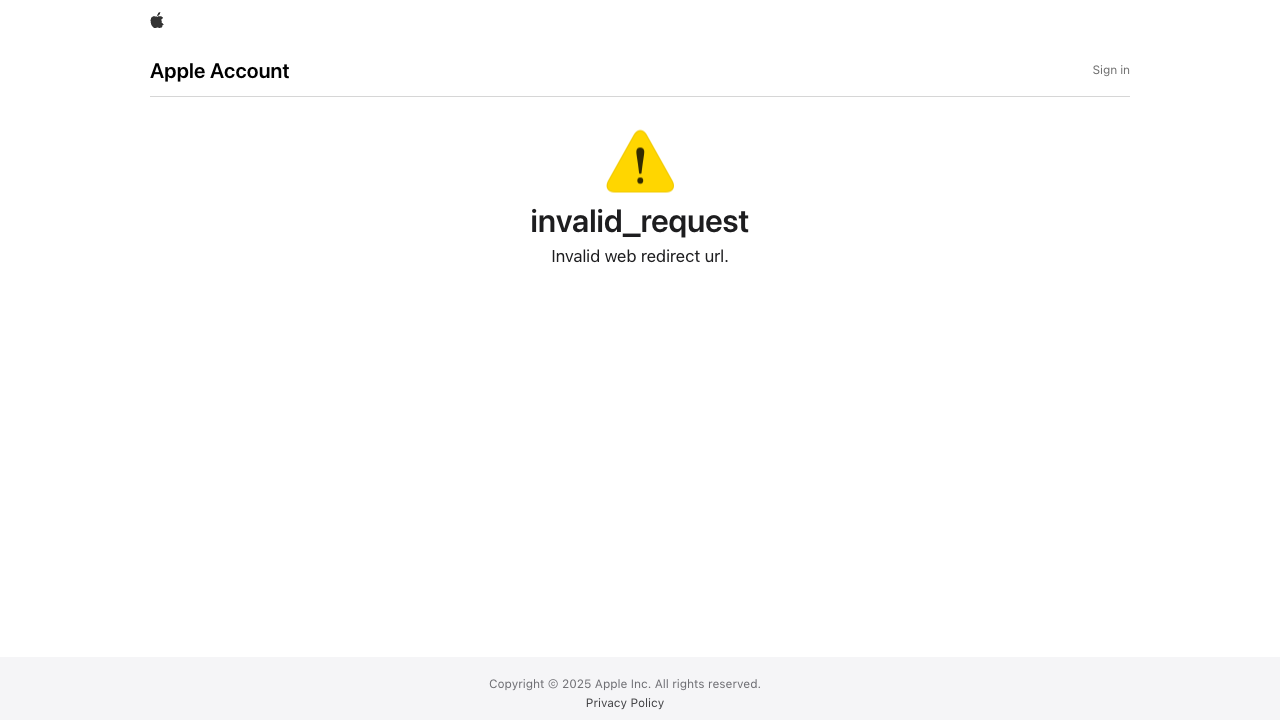 Apple Account
Sign in
invalid_request
Invalid web redirect url.
Copyright © 2025 Apple Inc. All rights reserved.
Privacy Policy